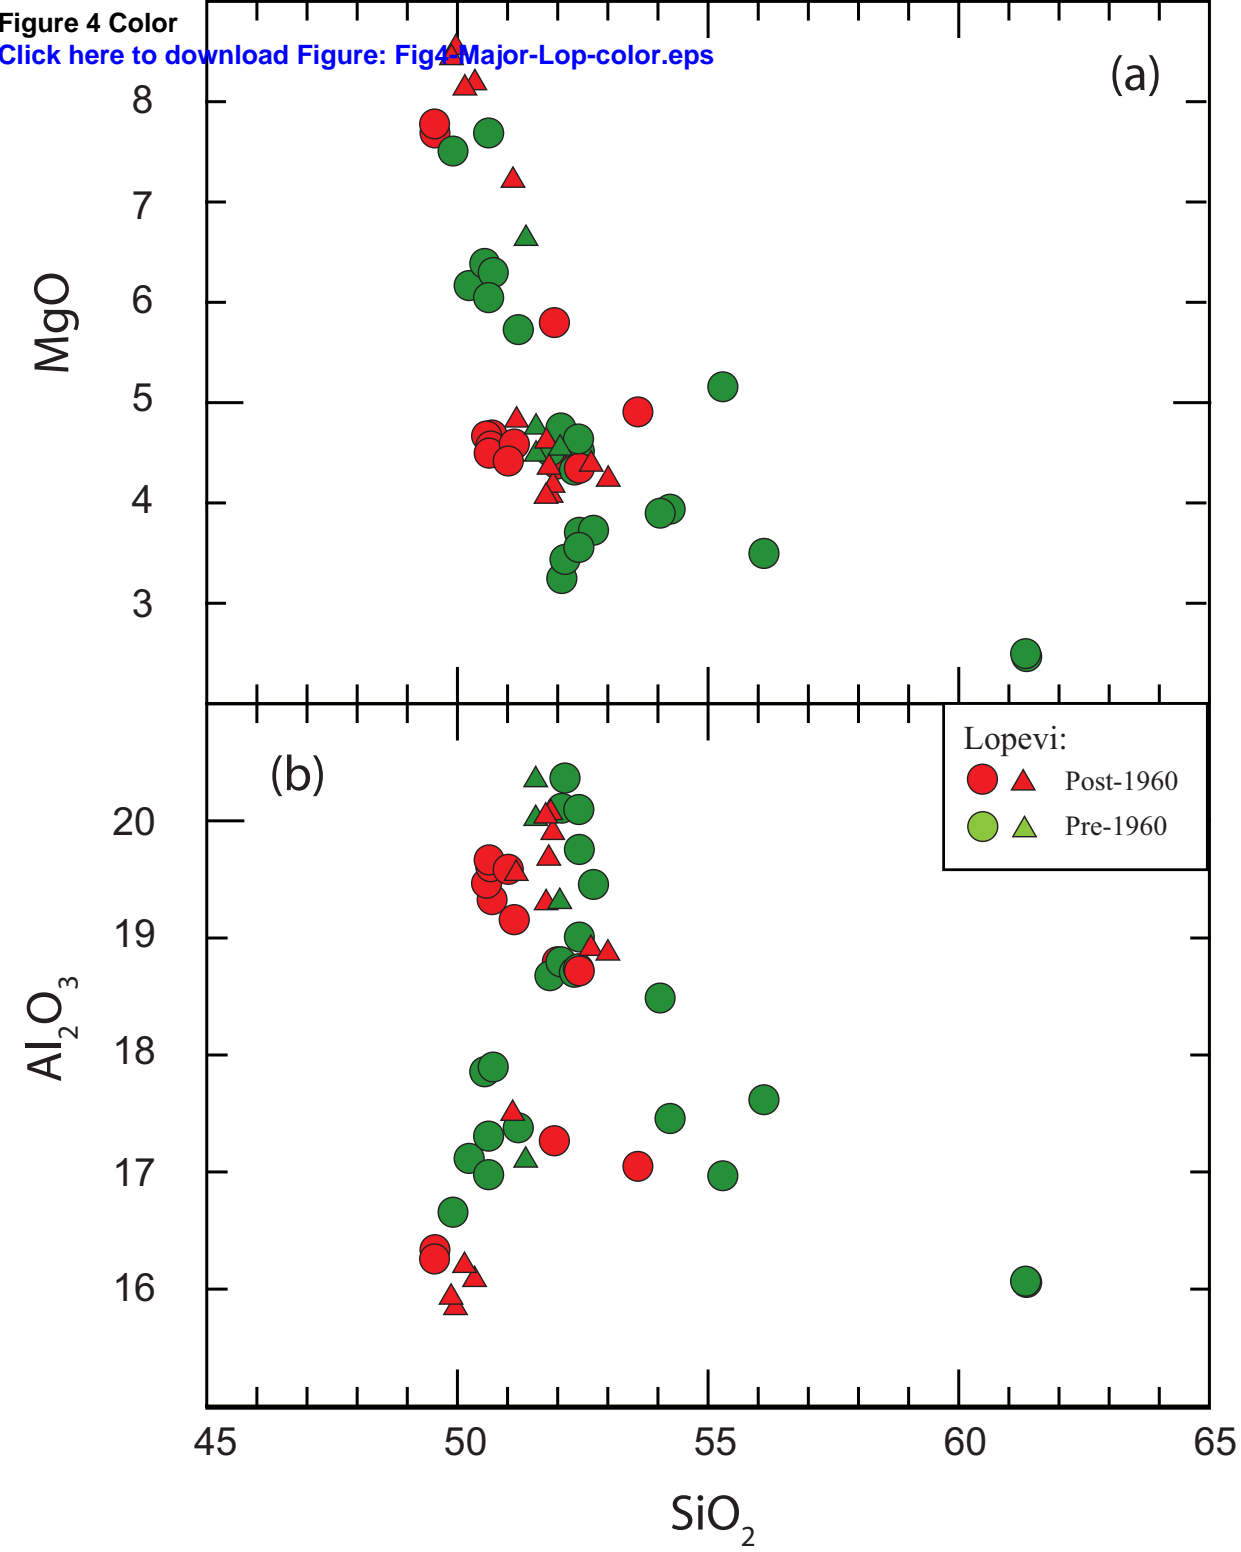 Figure 4 Color
Click here to download Figure: Fig4-Major-Lop-color.eps
(a)
8
7
6
5
4
3
MgO
(b)
Lopevi:
Post-1960
Pre-1960
20
19
18
17
16
Al₂O₃
45 50 55 60 65
SiO₂